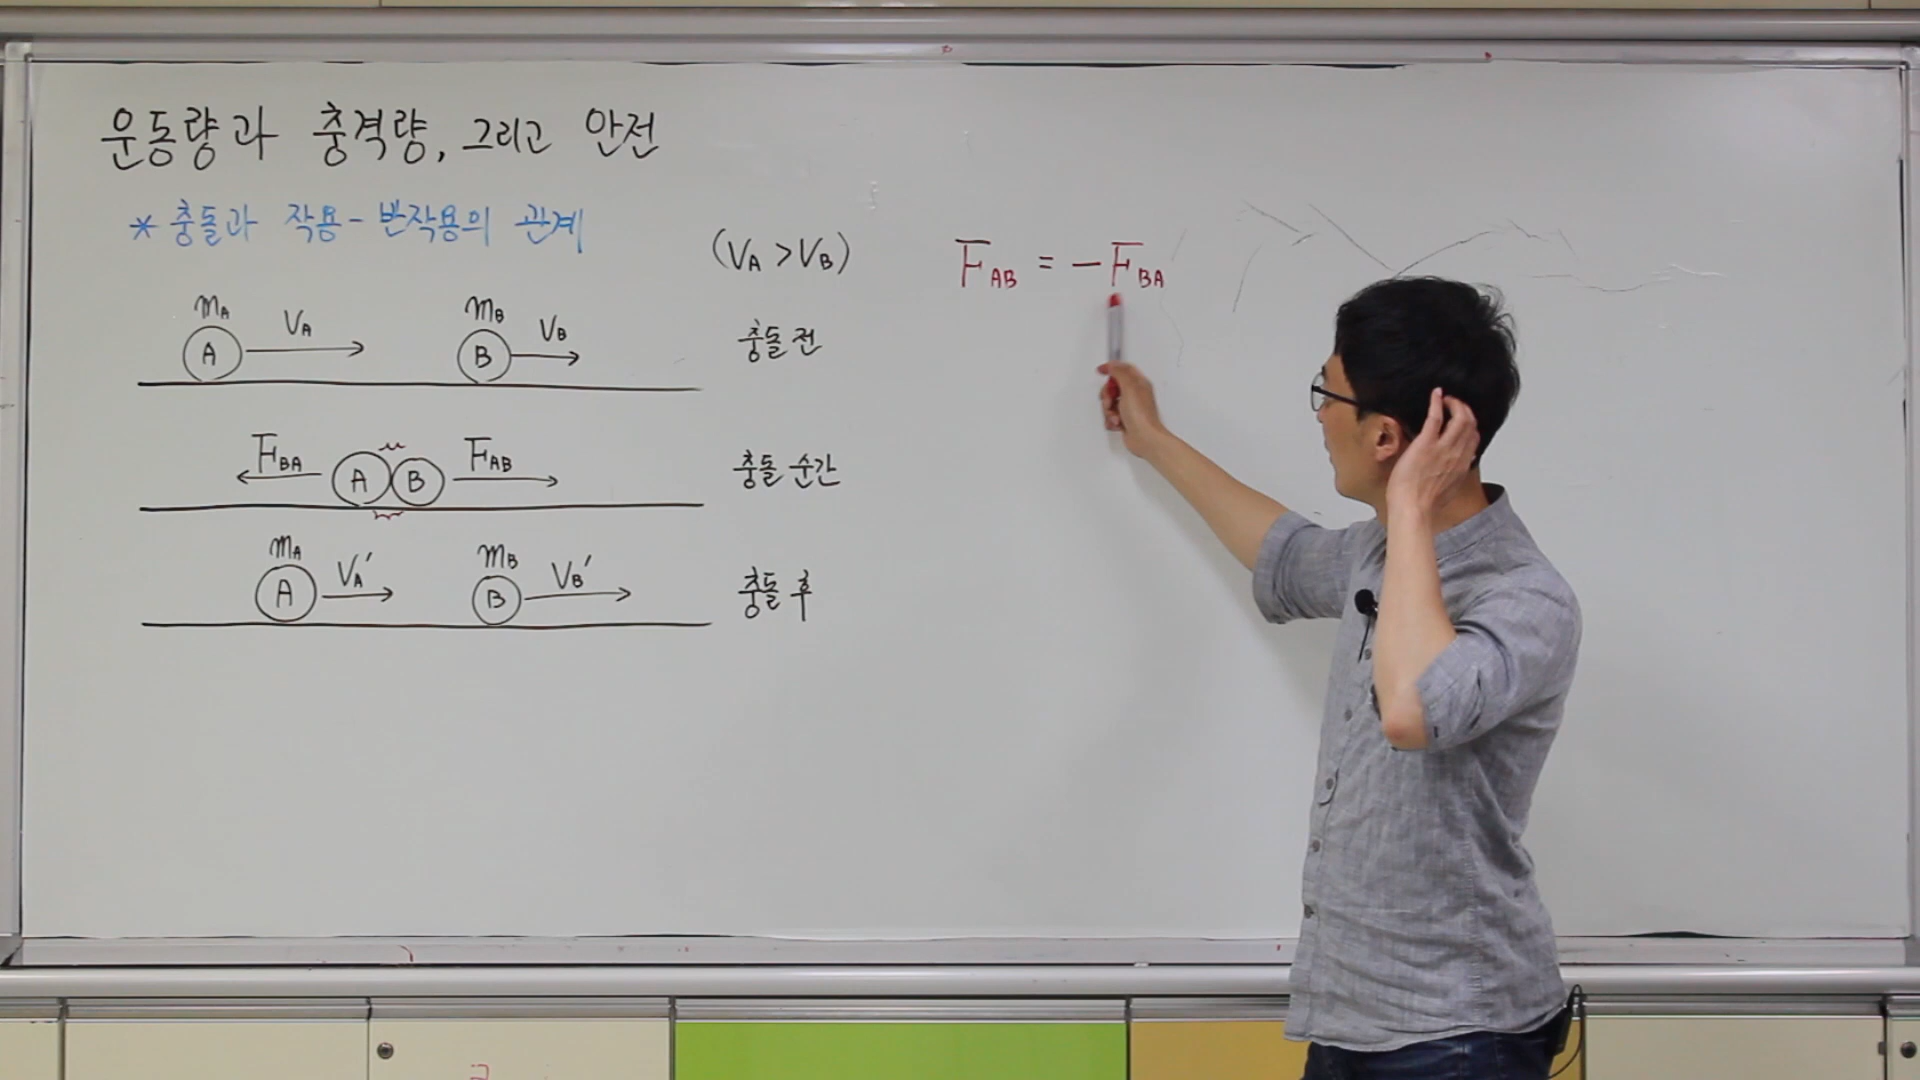 운동량과 충격량, 그리고 안전
* 충돌과 작용-반작용의 관계
(VA > VB)
FAB = -FBA
mA
VA
mB
VB
A
B
충돌 전
FBA
A
B
FAB
충돌 순간
mA
VA′
mB
VB′
A
B
충돌 후